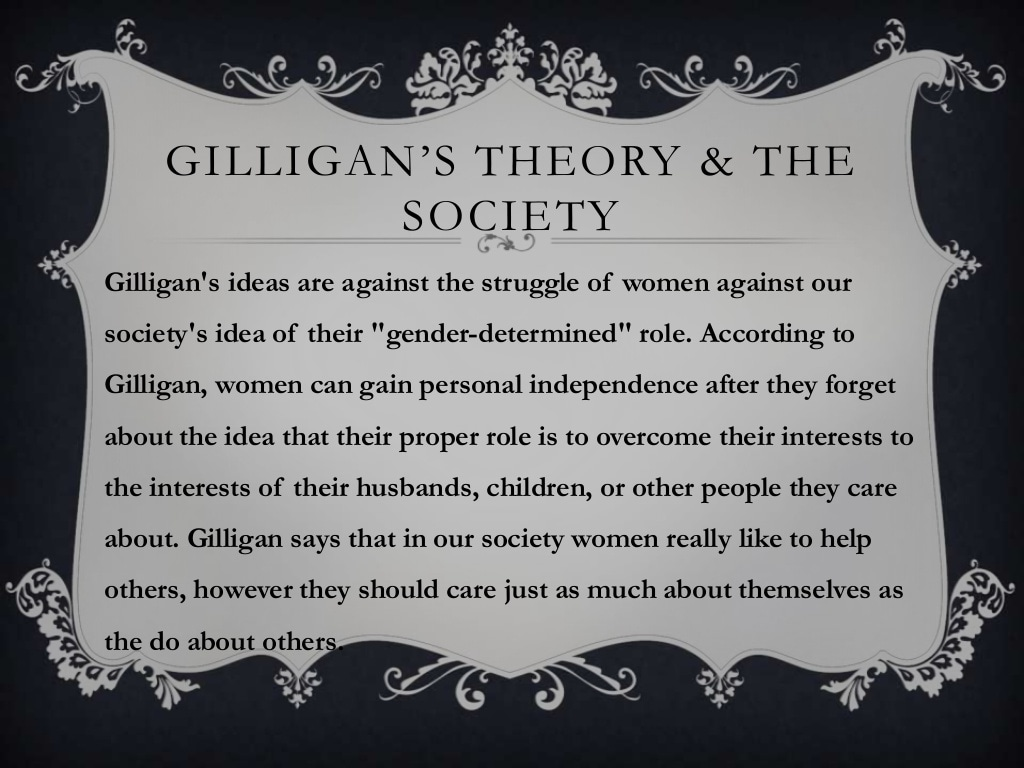 GILLIGAN’S THEORY & THE
SOCIETY
Gilligan's ideas are against the struggle of women against our
society's idea of their "gender-determined" role. According to
Gilligan, women can gain personal independence after they forget
about the idea that their proper role is to overcome their interests to
the interests of their husbands, children, or other people they care
about. Gilligan says that in our society women really like to help
others, however they should care just as much about themselves as
the do about others.